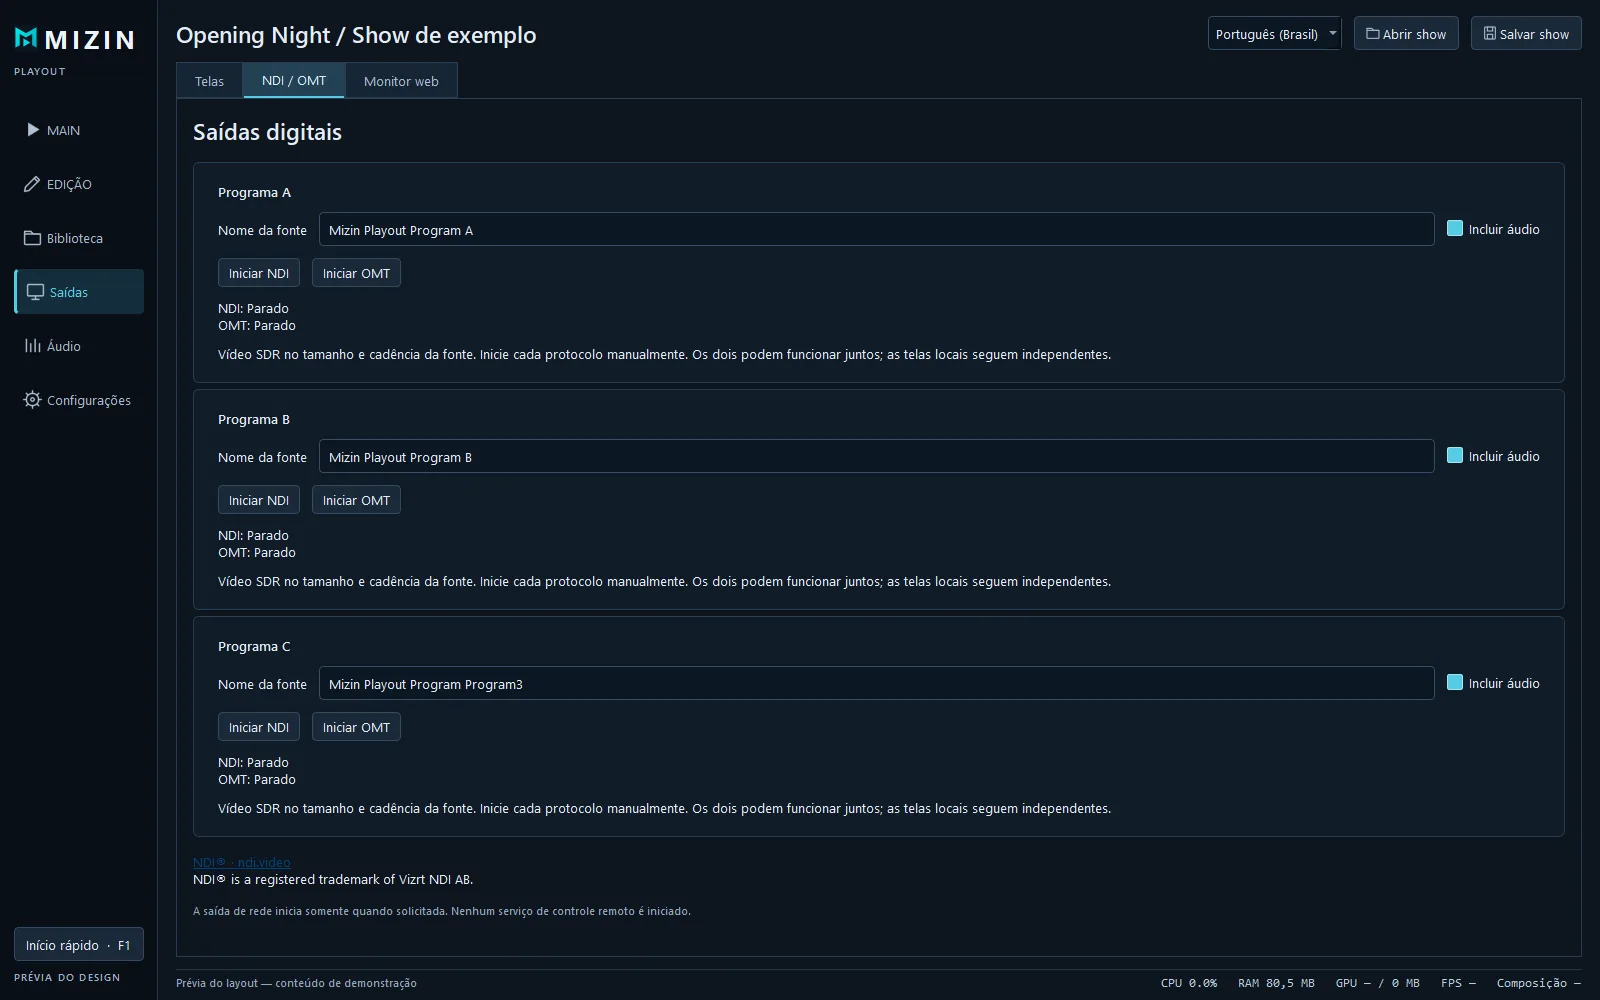 MIZIN
PLAYOUT
MAIN
EDIÇÃO
Biblioteca
Saídas
Áudio
Configurações
Início rápido · F1
PRÉVIA DO DESIGN
Opening Night / Show de exemplo
Português (Brasil)
Abrir show
Salvar show
Telas
NDI / OMT
Monitor web
Saídas digitais
Programa A
Nome da fonte
Mizin Playout Program A
Incluir áudio
Iniciar NDI
Iniciar OMT
NDI: Parado
OMT: Parado
Vídeo SDR no tamanho e cadência da fonte. Inicie cada protocolo manualmente. Os dois podem funcionar juntos; as telas locais seguem independentes.
Programa B
Nome da fonte
Mizin Playout Program B
Incluir áudio
Iniciar NDI
Iniciar OMT
NDI: Parado
OMT: Parado
Vídeo SDR no tamanho e cadência da fonte. Inicie cada protocolo manualmente. Os dois podem funcionar juntos; as telas locais seguem independentes.
Programa C
Nome da fonte
Mizin Playout Program Program3
Incluir áudio
Iniciar NDI
Iniciar OMT
NDI: Parado
OMT: Parado
Vídeo SDR no tamanho e cadência da fonte. Inicie cada protocolo manualmente. Os dois podem funcionar juntos; as telas locais seguem independentes.
NDI® · ndi.video
NDI® is a registered trademark of Vizrt NDI AB.
A saída de rede inicia somente quando solicitada. Nenhum serviço de controle remoto é iniciado.
Prévia do layout — conteúdo de demonstração
CPU 0.0%
RAM 80,5 MB
GPU — / 0 MB
FPS —
Composição —